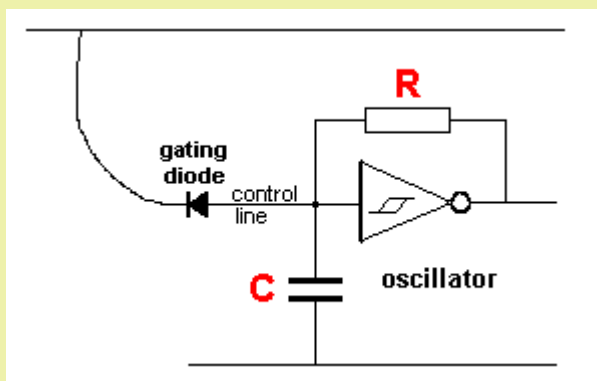 R
gating
diode
control
line
C
oscillator